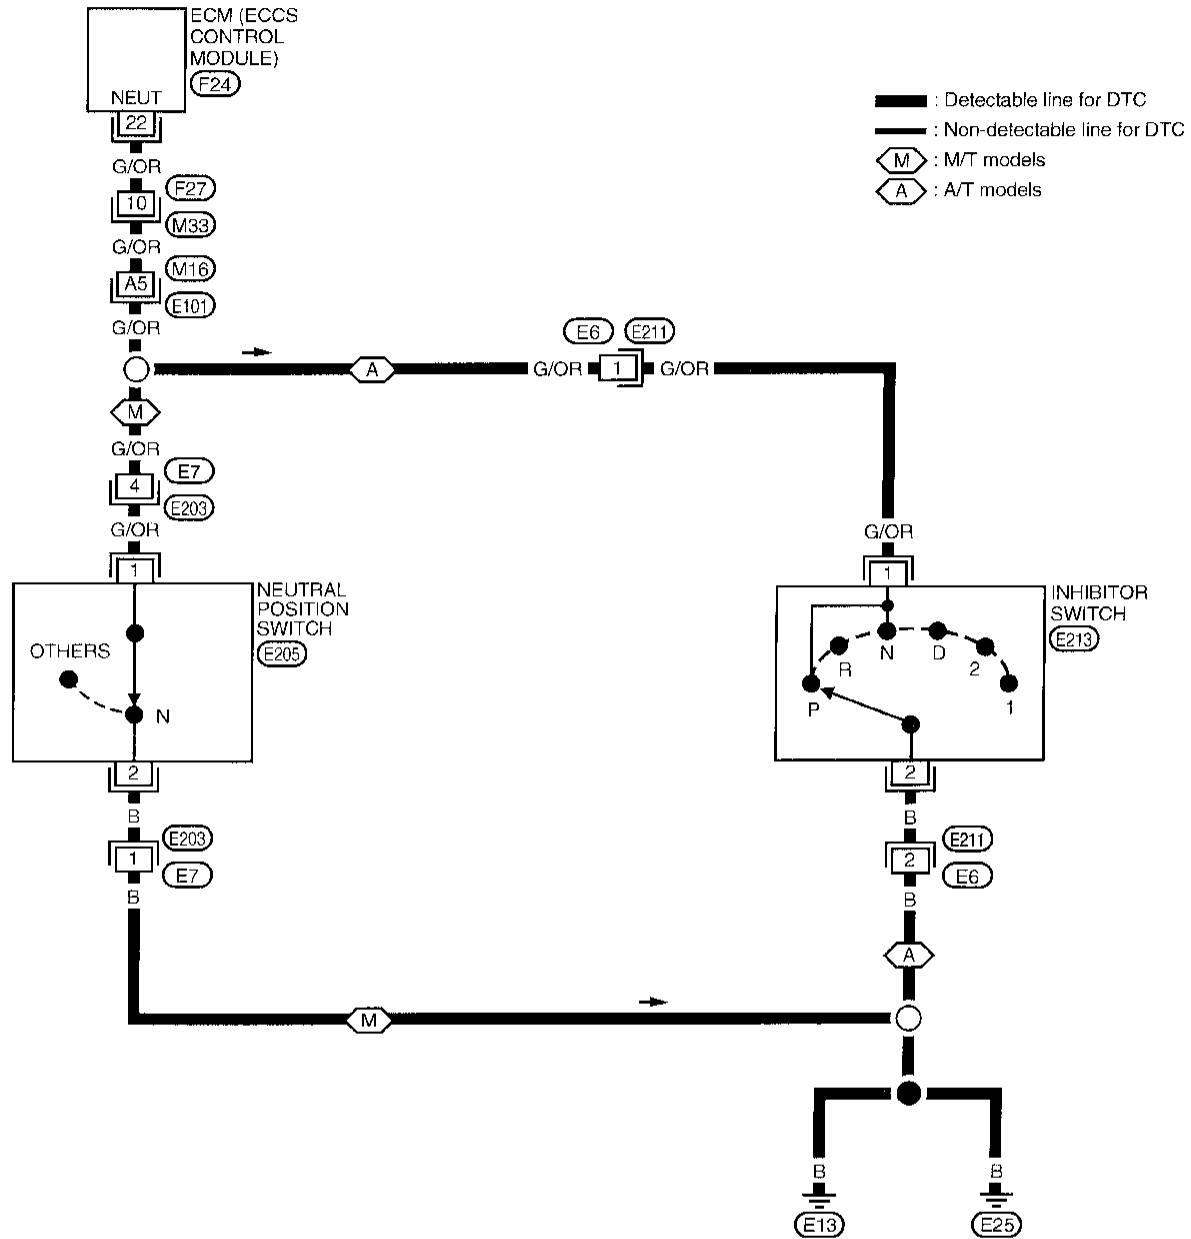 ECM (ECCS
CONTROL
MODULE)
F24
NEUT
22
G/OR
F27
10
M33
G/OR
M16
A5
E101
G/OR
: Detectable line for DTC
: Non-detectable line for DTC
M : M/T models
A : A/T models
E6 E211
A G/OR 1 G/OR
M
G/OR
E7
4
E203
G/OR
1
NEUTRAL
POSITION
SWITCH
E205
OTHERS
N
2
B
E203
1
E7
B
G/OR
1
INHIBITOR
SWITCH
E213
R N D 2
P 1
2
B
E211
2
E6
B
A
M
B B
E13 E25